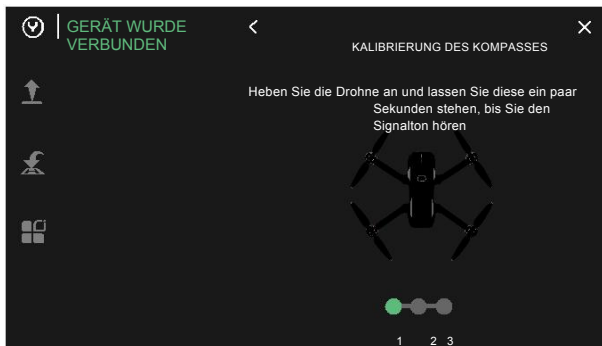 GERÄT WURDE
VERBUNDEN
KALIBRIERUNG DES KOMPASSES
Heben Sie die Drohne an und lassen Sie diese ein paar
Sekunden stehen, bis Sie den
Signalton hören
1 2 3